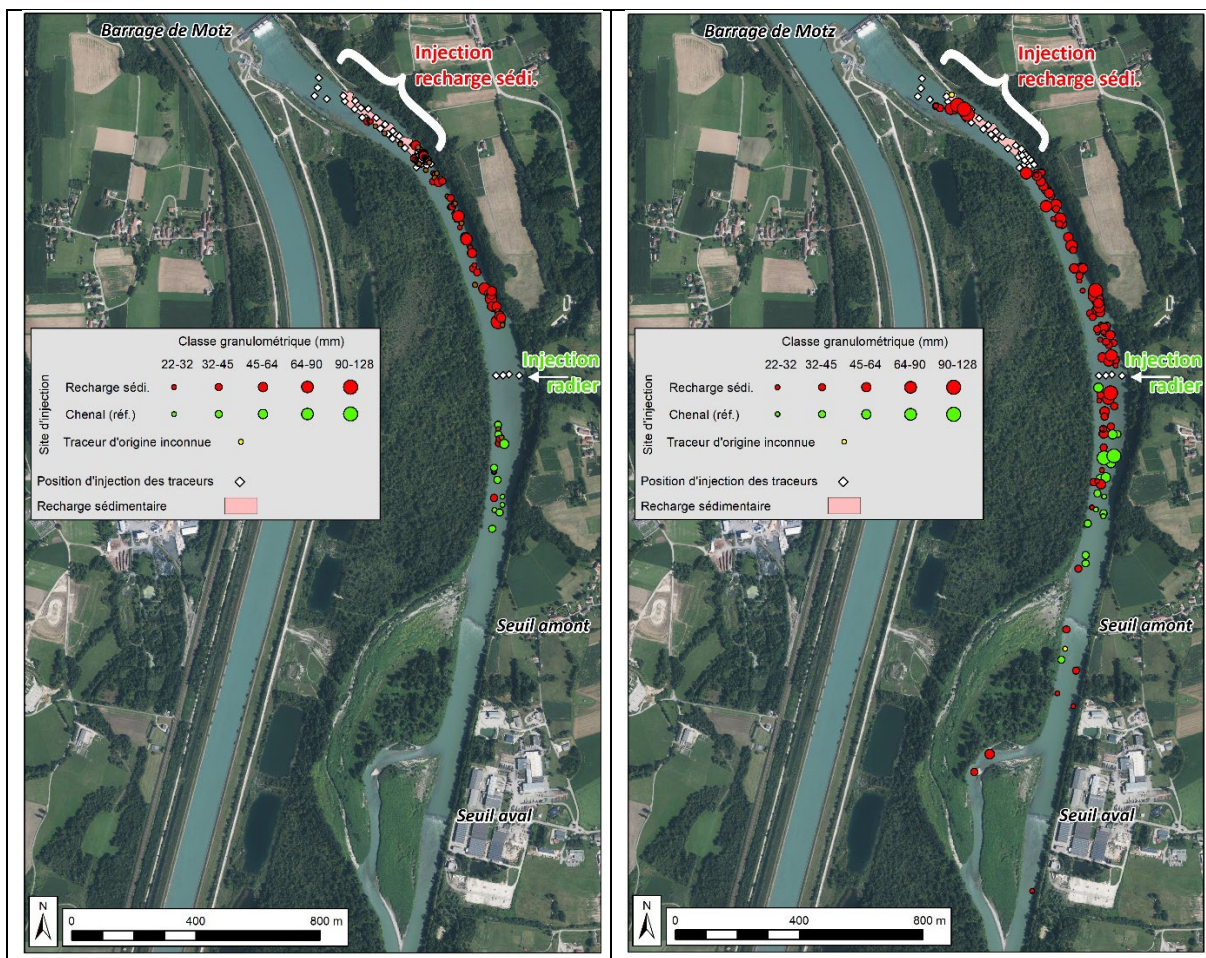 Barrage de Motz
Injection
recharge sédi.
Classe granulométrique (mm)
22-32 32-45 45-64 64-90 90-128
Site d'injection
Recharge sédi.
Chenal (réf.)
Traceur d'origine inconnue
Position d'injection des traceurs
Recharge sédimentaire
Injection
radier
Seuil amont
Seuil aval
N
0 400 800 m
Barrage de Motz
Injection
recharge sédi.
Classe granulométrique (mm)
22-32 32-45 45-64 64-90 90-128
Site d'injection
Recharge sédi.
Chenal (réf.)
Traceur d'origine inconnue
Position d'injection des traceurs
Recharge sédimentaire
Injection
radier
Seuil amont
Seuil aval
N
0 400 800 m